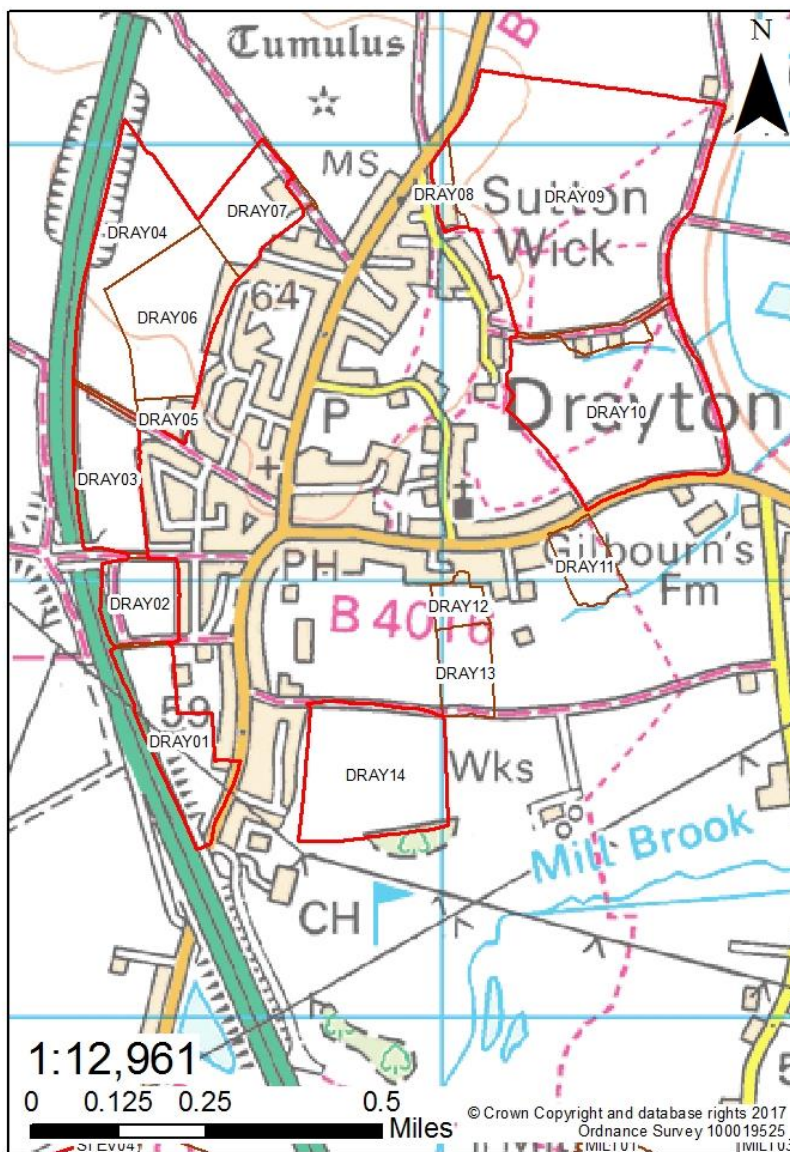 N
B
Tumulus
MS
DRAY08
Sutton
Wick
DRAY09
DRAY07
DRAY04
64
DRAY06
DRAY05
P
Drayton
DRAY10
DRAY03
Gilbourn's
Fm
DRAY11
PH
DRAY02
DRAY12
B 4016
DRAY13
59
DRAY01
DRAY14
Wks
Mill Brook
CH
1:12,961
0 0.125 0.25 0.5
Miles
© Crown Copyright and database rights 2017
Ordnance Survey 100019525